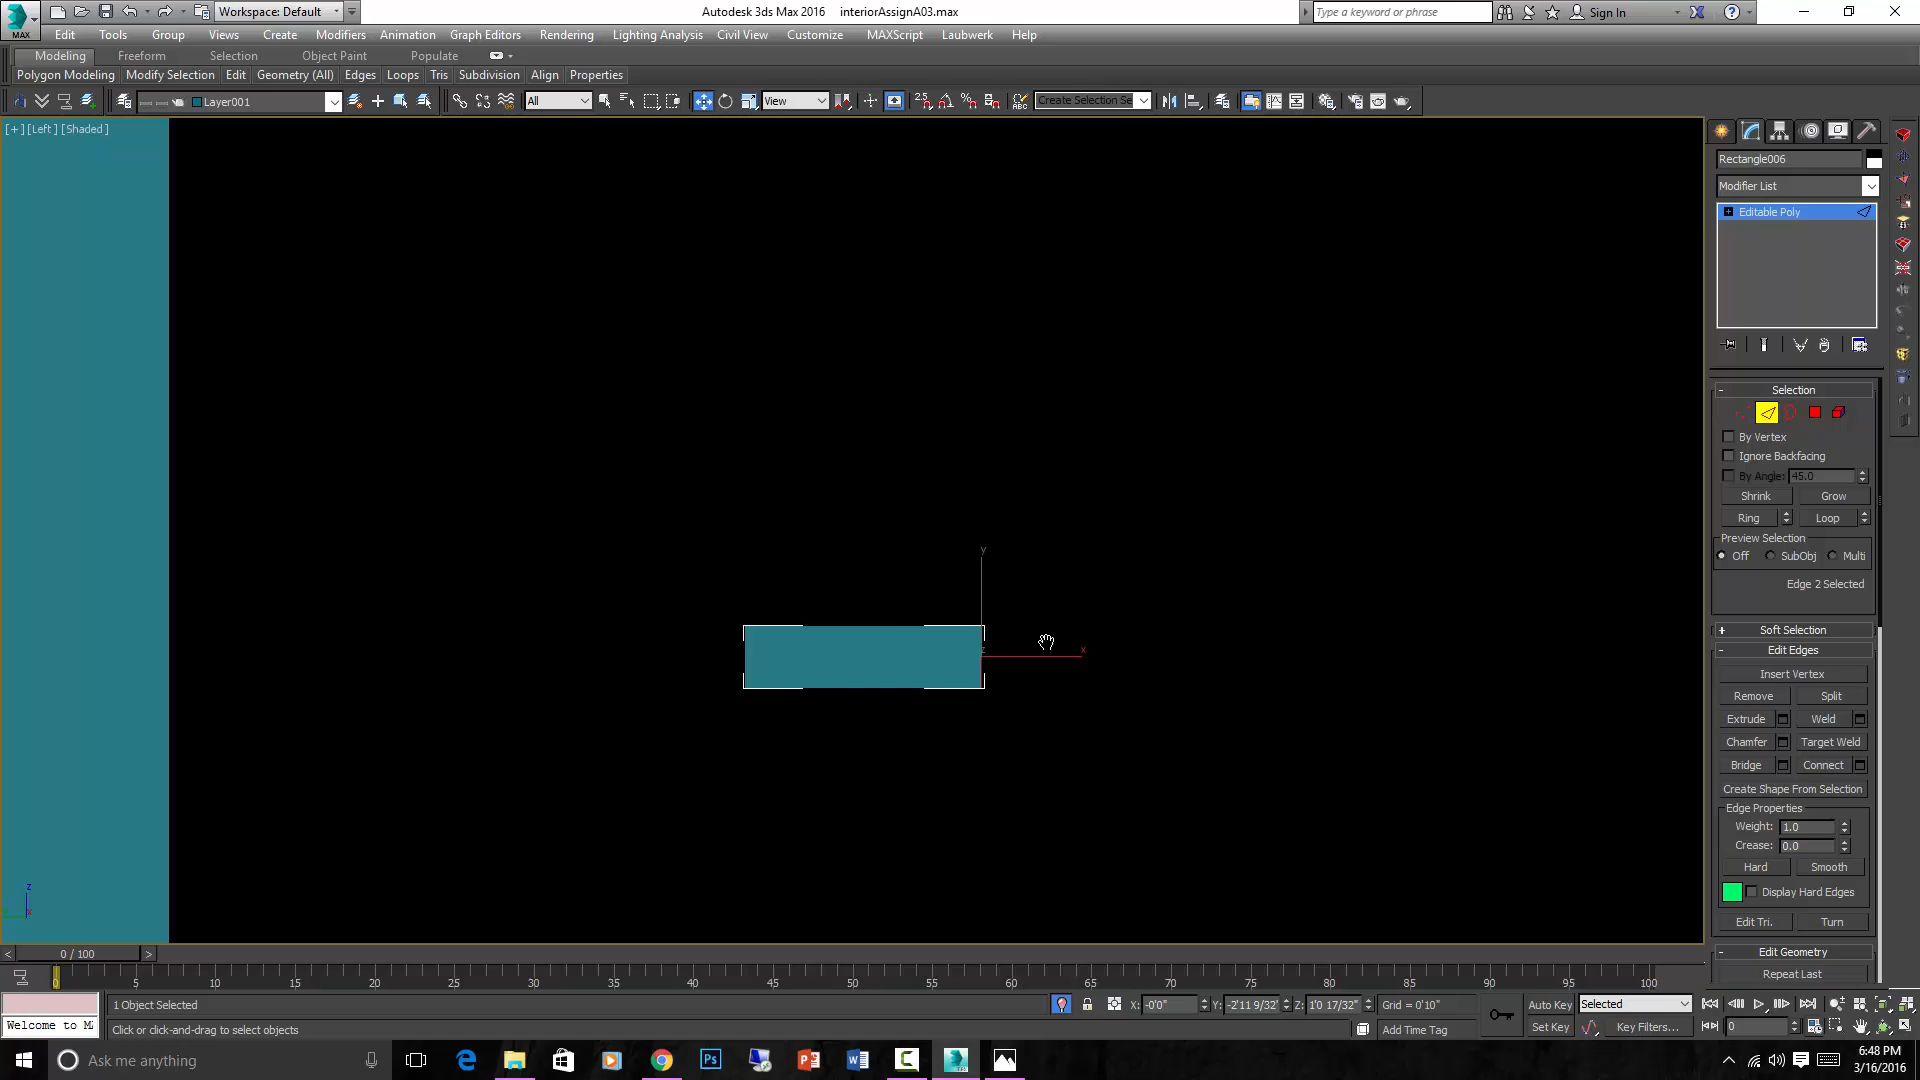 MAX
Workspace: Default
Autodesk 3ds Max 2016 interiorAssignA03.max
Type a keyword or phrase
Sign In
Edit Tools Group Views Create Modifiers Animation Graph Editors Rendering Lighting Analysis Civil View Customize MAXScript Laubwerk Help
Modeling Freeform Selection Object Paint Populate
Polygon Modeling Modify Selection Edit Geometry (All) Edges Loops Tris Subdivision Align Properties
Layer001
All
View
Create Selection Se
[+] [Left] [Shaded]
Rectangle006
Modifier List
Editable Poly
Selection
By Vertex
Ignore Backfacing
By Angle: 45.0
Shrink Grow
Ring Loop
Preview Selection
Off SubObj Multi
Edge 2 Selected
Soft Selection
Edit Edges
Insert Vertex
Remove Split
Extrude Weld
Chamfer Target Weld
Bridge Connect
Create Shape From Selection
Edge Properties
Weight: 1.0
Crease: 0.0
Hard Smooth
Display Hard Edges
Edit Tri. Turn
Edit Geometry
Repeat Last
y
z
x
z
x
0 / 100
0 5 10 15 20 25 30 35 40 45 50 55 60 65 70 75 80 85 90 95 100
1 Object Selected
X: -0'0" Y: -2'11 9/32" Z: 1'0 17/32" Grid = 0'10"
Auto Key Selected
Welcome to M
Click or click-and-drag to select objects
Add Time Tag
Set Key Key Filters...
0
Ask me anything
6:48 PM
3/16/2016